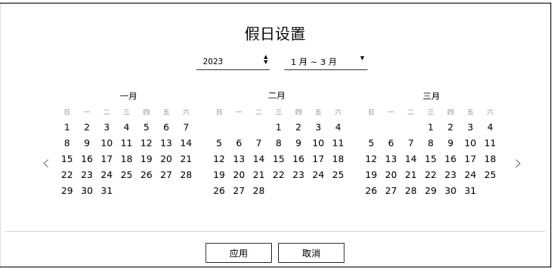 假日设置
2023 1 月 ~ 3 月
一月 二月 三月
日 一 二 三 四 五 六 日 一 二 三 四 五 六 日 一 二 三 四 五 六
1 2 3 4 5 6 7 1 2 3 4 1 2 3 4
8 9 10 11 12 13 14 5 6 7 8 9 10 11 5 6 7 8 9 10 11
15 16 17 18 19 20 21 12 13 14 15 16 17 18 12 13 14 15 16 17 18
22 23 24 25 26 27 28 19 20 21 22 23 24 25 19 20 21 22 23 24 25
29 30 31 26 27 28 26 27 28 29 30 31
应用 取消